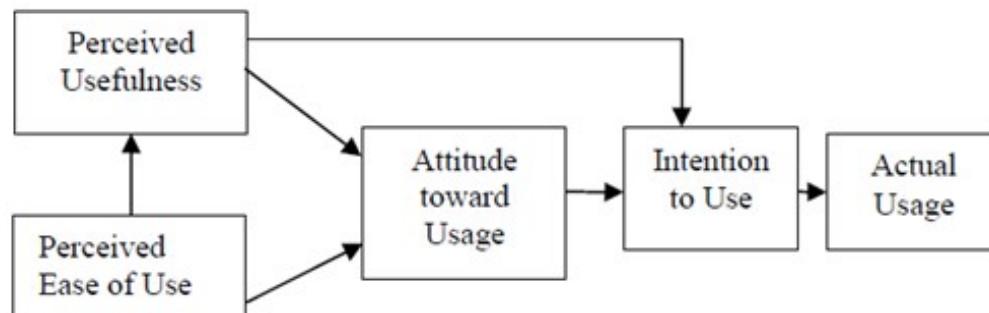 Perceived
Usefulness
Perceived
Ease of Use
Attitude
toward
Usage
Intention
to Use
Actual
Usage